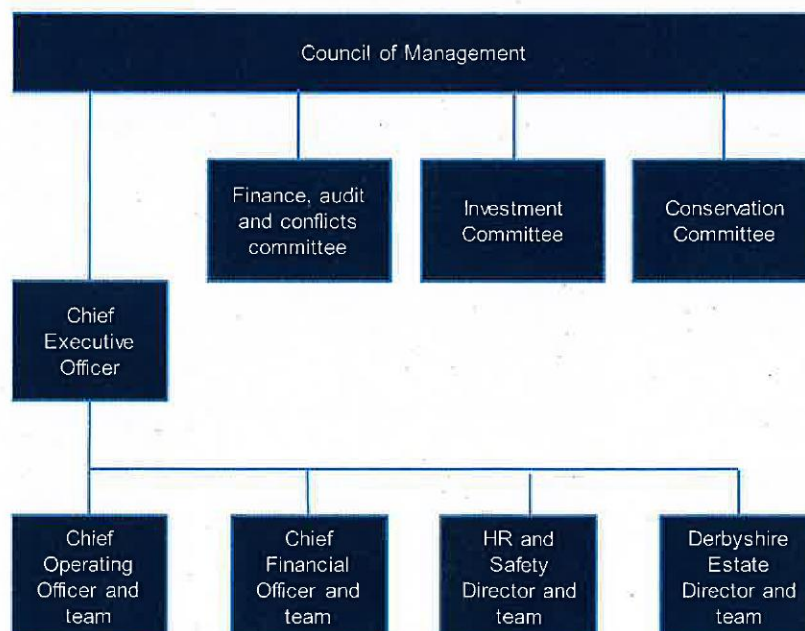 Council of Management
Finance, audit
and conflicts
committee
Investment
Committee
Conservation
Committee
Chief
Executive
Officer
Chief
Operating
Officer and
team
Chief
Financial
Officer and
team
HR and
Safety
Director and
team
Derbyshire
Estate
Director and
team